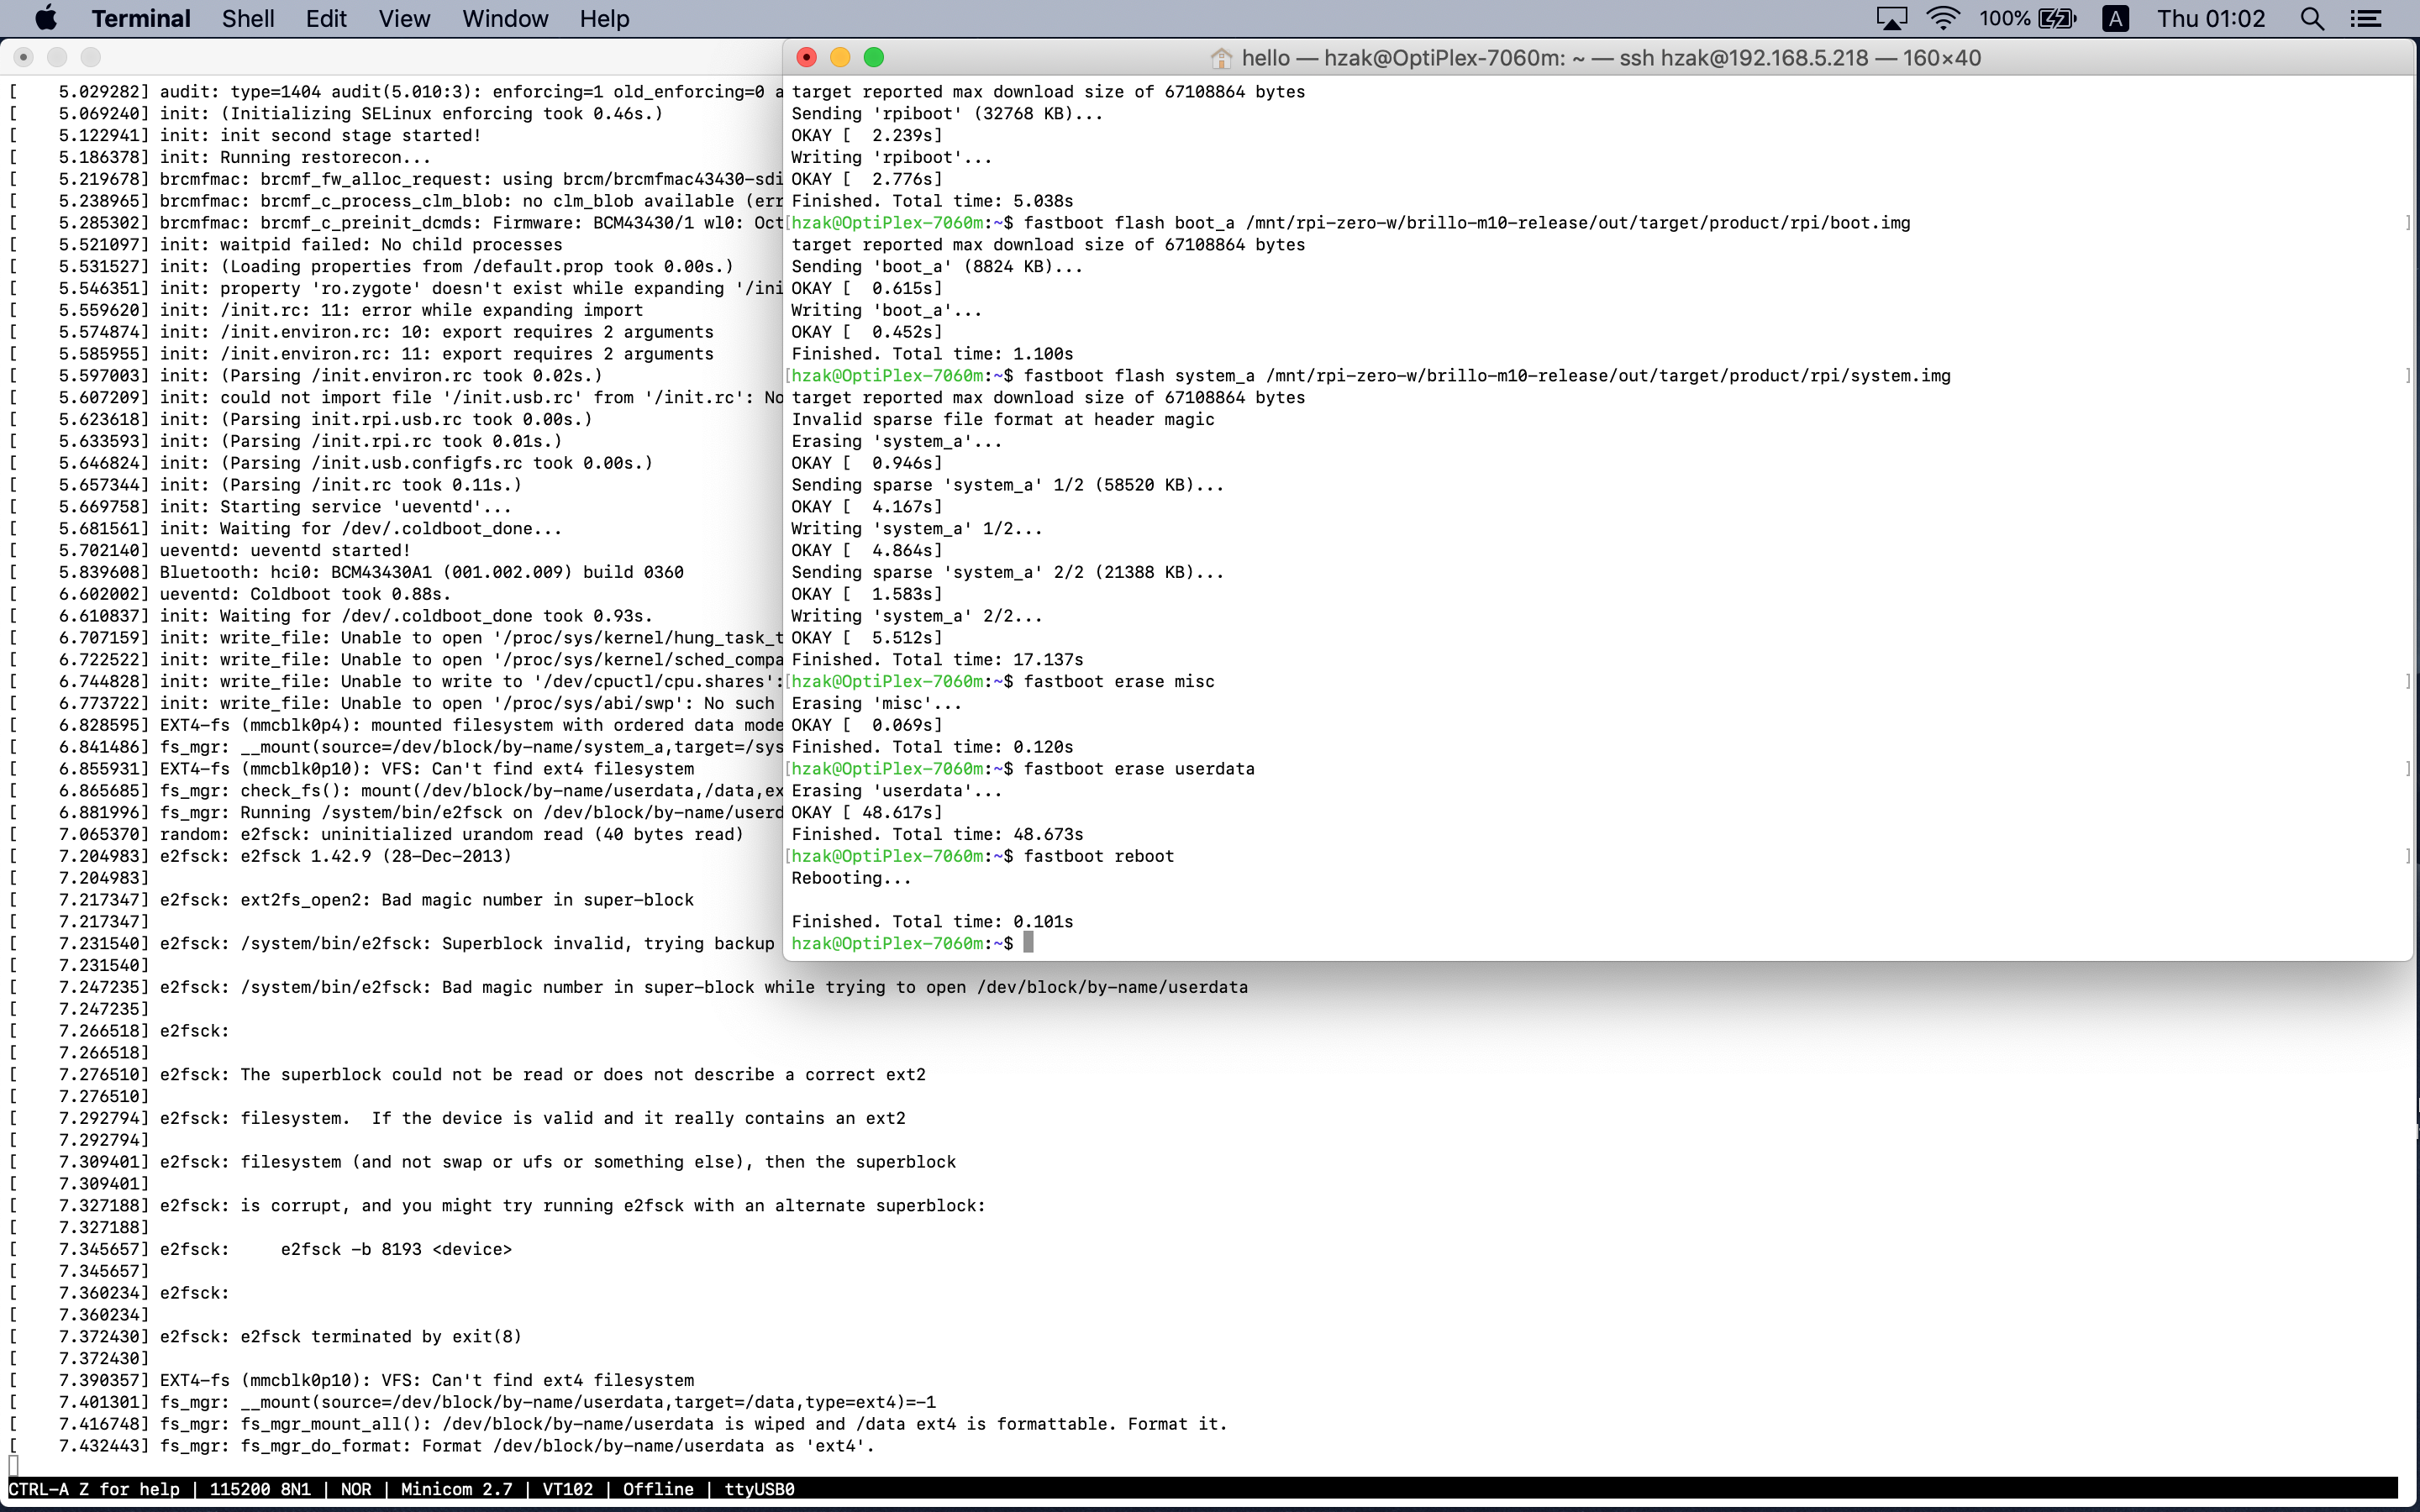 Terminal Shell Edit View Window Help 100% A Thu 01:02
[    5.029282] audit: type=1404 audit(5.010:3): enforcing=1 old_enforcing=0 a
[    5.069240] init: (Initializing SELinux enforcing took 0.46s.)
[    5.122941] init: init second stage started!
[    5.186378] init: Running restorecon...
[    5.219678] brcmfmac: brcmf_fw_alloc_request: using brcm/brcmfmac43430-sdi
[    5.238965] brcmfmac: brcmf_c_process_clm_blob: no clm_blob available (err
[    5.285302] brcmfmac: brcmf_c_preinit_dcmds: Firmware: BCM43430/1 wl0: Oct
[    5.521097] init: waitpid failed: No child processes
[    5.531527] init: (Loading properties from /default.prop took 0.00s.)
[    5.546351] init: property 'ro.zygote' doesn't exist while expanding '/ini
[    5.559620] init: /init.rc: 11: error while expanding import
[    5.574874] init: /init.environ.rc: 10: export requires 2 arguments
[    5.585955] init: /init.environ.rc: 11: export requires 2 arguments
[    5.597003] init: (Parsing /init.environ.rc took 0.02s.)
[    5.607209] init: could not import file '/init.usb.rc' from '/init.rc': No
[    5.623618] init: (Parsing init.rpi.usb.rc took 0.00s.)
[    5.633593] init: (Parsing /init.rpi.rc took 0.01s.)
[    5.646824] init: (Parsing /init.usb.configfs.rc took 0.00s.)
[    5.657344] init: (Parsing /init.rc took 0.11s.)
[    5.669758] init: Starting service 'ueventd'...
[    5.681561] init: Waiting for /dev/.coldboot_done...
[    5.702140] ueventd: ueventd started!
[    5.839608] Bluetooth: hci0: BCM43430A1 (001.002.009) build 0360
[    6.602002] ueventd: Coldboot took 0.88s.
[    6.610837] init: Waiting for /dev/.coldboot_done took 0.93s.
[    6.707159] init: write_file: Unable to open '/proc/sys/kernel/hung_task_t
[    6.722522] init: write_file: Unable to open '/proc/sys/kernel/sched_compa
[    6.744828] init: write_file: Unable to write to '/dev/cpuctl/cpu.shares':
[    6.773722] init: write_file: Unable to open '/proc/sys/abi/swp': No such
[    6.828595] EXT4-fs (mmcblk0p4): mounted filesystem with ordered data mode
[    6.841486] fs_mgr: __mount(source=/dev/block/by-name/system_a,target=/sys
[    6.855931] EXT4-fs (mmcblk0p10): VFS: Can't find ext4 filesystem
[    6.865685] fs_mgr: check_fs(): mount(/dev/block/by-name/userdata,/data,ex
[    6.881996] fs_mgr: Running /system/bin/e2fsck on /dev/block/by-name/userd
[    7.065370] random: e2fsck: uninitialized urandom read (40 bytes read)
[    7.204983] e2fsck: e2fsck 1.42.9 (28-Dec-2013)
[    7.204983]
[    7.217347] e2fsck: ext2fs_open2: Bad magic number in super-block
[    7.217347]
[    7.231540] e2fsck: /system/bin/e2fsck: Superblock invalid, trying backup
[    7.231540]
[    7.247235] e2fsck: /system/bin/e2fsck: Bad magic number in super-block while trying to open /dev/block/by-name/userdata
[    7.247235]
[    7.266518] e2fsck:
[    7.266518]
[    7.276510] e2fsck: The superblock could not be read or does not describe a correct ext2
[    7.276510]
[    7.292794] e2fsck: filesystem.  If the device is valid and it really contains an ext2
[    7.292794]
[    7.309401] e2fsck: filesystem (and not swap or ufs or something else), then the superblock
[    7.309401]
[    7.327188] e2fsck: is corrupt, and you might try running e2fsck with an alternate superblock:
[    7.327188]
[    7.345657] e2fsck:     e2fsck -b 8193 <device>
[    7.345657]
[    7.360234] e2fsck:
[    7.360234]
[    7.372430] e2fsck: e2fsck terminated by exit(8)
[    7.372430]
[    7.390357] EXT4-fs (mmcblk0p10): VFS: Can't find ext4 filesystem
[    7.401301] fs_mgr: __mount(source=/dev/block/by-name/userdata,target=/data,type=ext4)=-1
[    7.416748] fs_mgr: fs_mgr_mount_all(): /dev/block/by-name/userdata is wiped and /data ext4 is formattable. Format it.
[    7.432443] fs_mgr: fs_mgr_do_format: Format /dev/block/by-name/userdata as 'ext4'.
CTRL-A Z for help | 115200 8N1 | NOR | Minicom 2.7 | VT102 | Offline | ttyUSB0
hello — hzak@OptiPlex-7060m: ~ — ssh hzak@192.168.5.218 — 160×40
target reported max download size of 67108864 bytes
Sending 'rpiboot' (32768 KB)...
OKAY [  2.239s]
Writing 'rpiboot'...
OKAY [  2.776s]
Finished. Total time: 5.038s
[hzak@OptiPlex-7060m:~$ fastboot flash boot_a /mnt/rpi-zero-w/brillo-m10-release/out/target/product/rpi/boot.img ]
target reported max download size of 67108864 bytes
Sending 'boot_a' (8824 KB)...
OKAY [  0.615s]
Writing 'boot_a'...
OKAY [  0.452s]
Finished. Total time: 1.100s
[hzak@OptiPlex-7060m:~$ fastboot flash system_a /mnt/rpi-zero-w/brillo-m10-release/out/target/product/rpi/system.img ]
target reported max download size of 67108864 bytes
Invalid sparse file format at header magic
Erasing 'system_a'...
OKAY [  0.946s]
Sending sparse 'system_a' 1/2 (58520 KB)...
OKAY [  4.167s]
Writing 'system_a' 1/2...
OKAY [  4.864s]
Sending sparse 'system_a' 2/2 (21388 KB)...
OKAY [  1.583s]
Writing 'system_a' 2/2...
OKAY [  5.512s]
Finished. Total time: 17.137s
[hzak@OptiPlex-7060m:~$ fastboot erase misc ]
Erasing 'misc'...
OKAY [  0.069s]
Finished. Total time: 0.120s
[hzak@OptiPlex-7060m:~$ fastboot erase userdata ]
Erasing 'userdata'...
OKAY [ 48.617s]
Finished. Total time: 48.673s
[hzak@OptiPlex-7060m:~$ fastboot reboot ]
Rebooting...
Finished. Total time: 0.101s
hzak@OptiPlex-7060m:~$